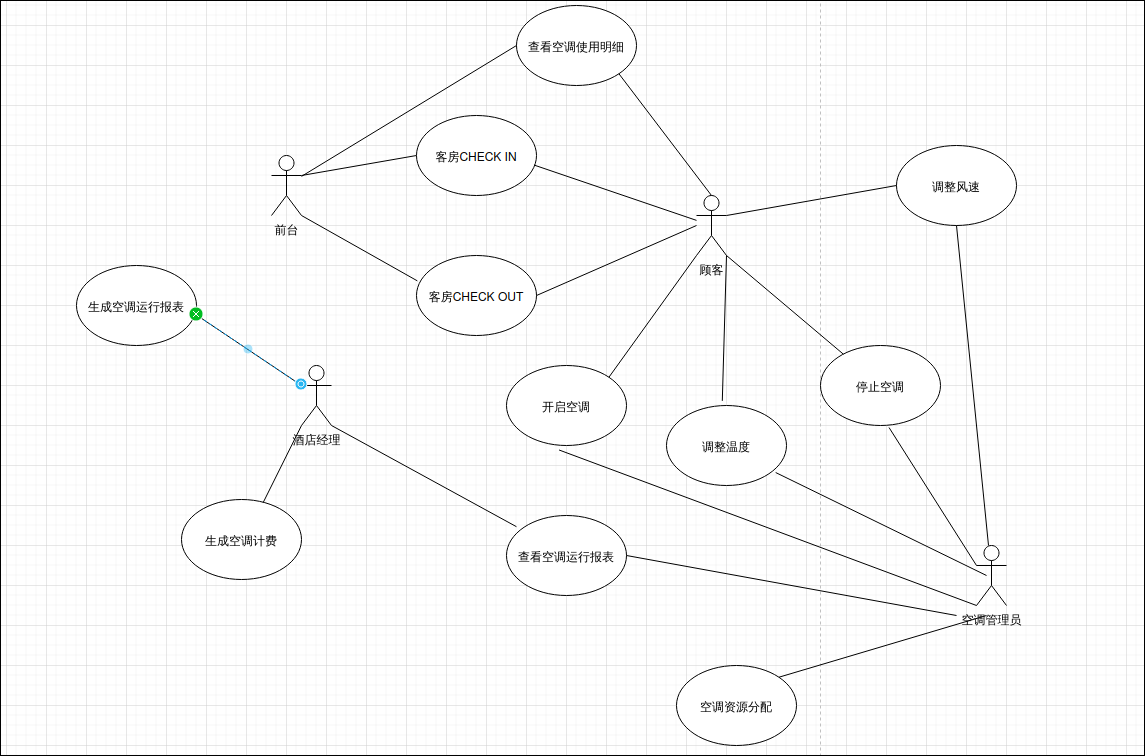 查看空调使用明细
客房CHECK IN
调整风速
前台
顾客
客房CHECK OUT
生成空调运行报表
停止空调
开启空调
酒店经理
调整温度
生成空调计费
查看空调运行报表
空调管理员
空调资源分配